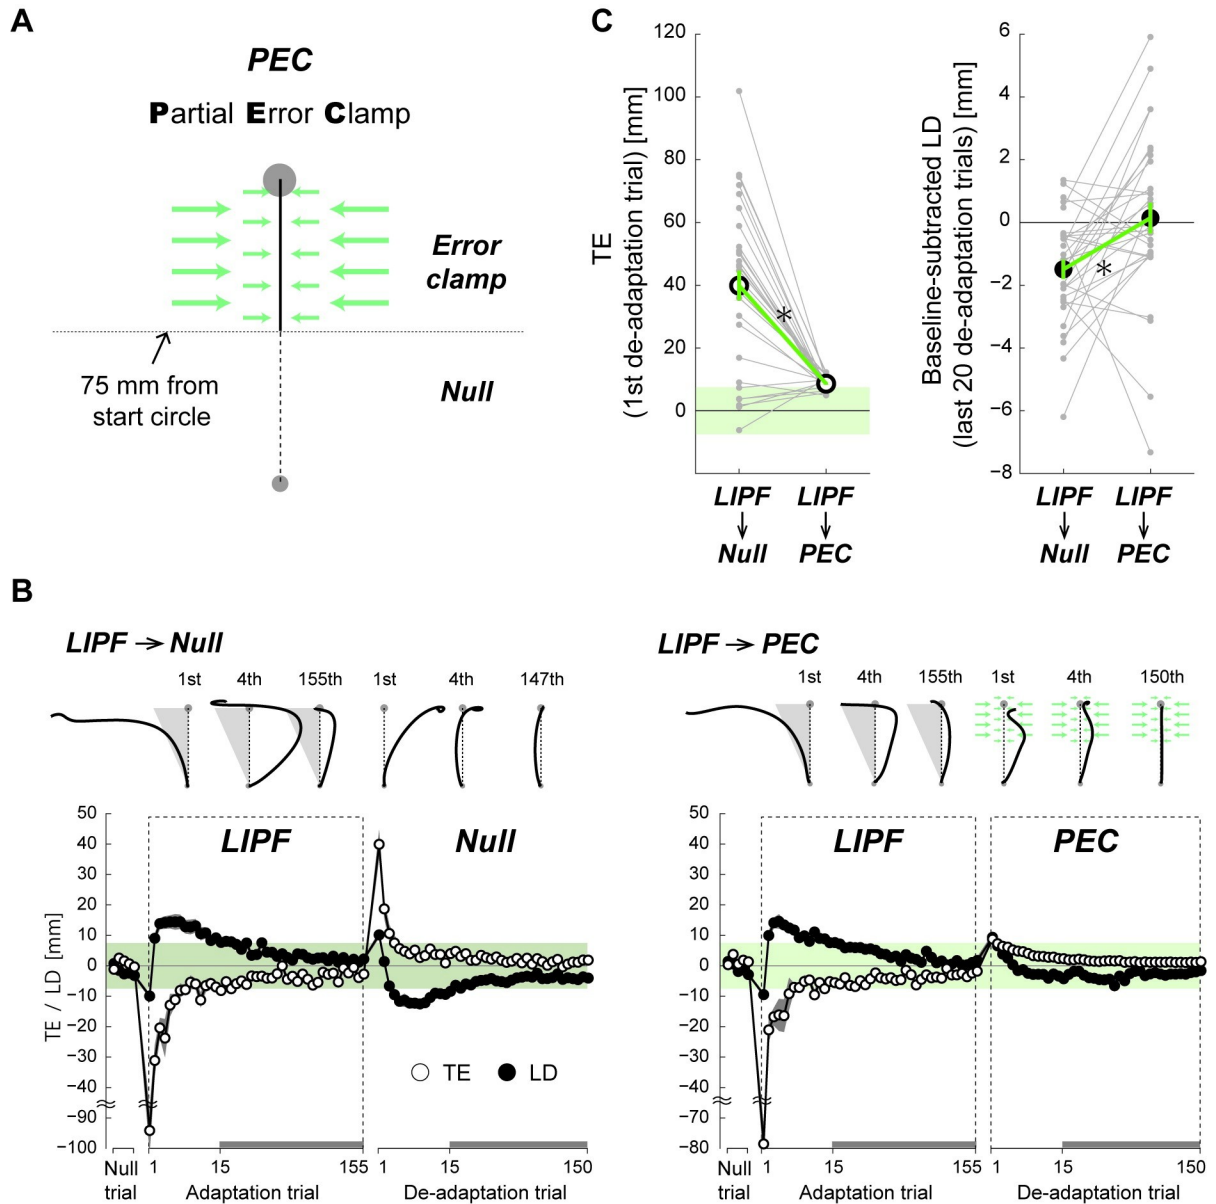 A
PEC
Partial Error Clamp
Error
clamp
75 mm from
start circle
Null
C
TE
(1st de-adaptation trial) [mm]
120
100
80
60
40
20
0
*
LIPF
↓
Null
LIPF
↓
PEC
Baseline-subtracted LD
(last 20 de-adaptation trials) [mm]
6
4
2
0
−2
−4
−6
−8
*
LIPF
↓
Null
LIPF
↓
PEC
B
LIPF → Null
1st 4th 155th 1st 4th 147th
LIPF Null
TE / LD [mm]
50
40
30
20
10
0
−10
−20
−30
−40
−90
−100
TE LD
Null
trial
1 15 155 1 15 150
Adaptation trial De-adaptation trial
LIPF → PEC
1st 4th 155th 1st 4th 150th
LIPF PEC
50
40
30
20
10
0
−10
−20
−30
−40
−70
−80
Null
trial
1 15 155 1 15 150
Adaptation trial De-adaptation trial